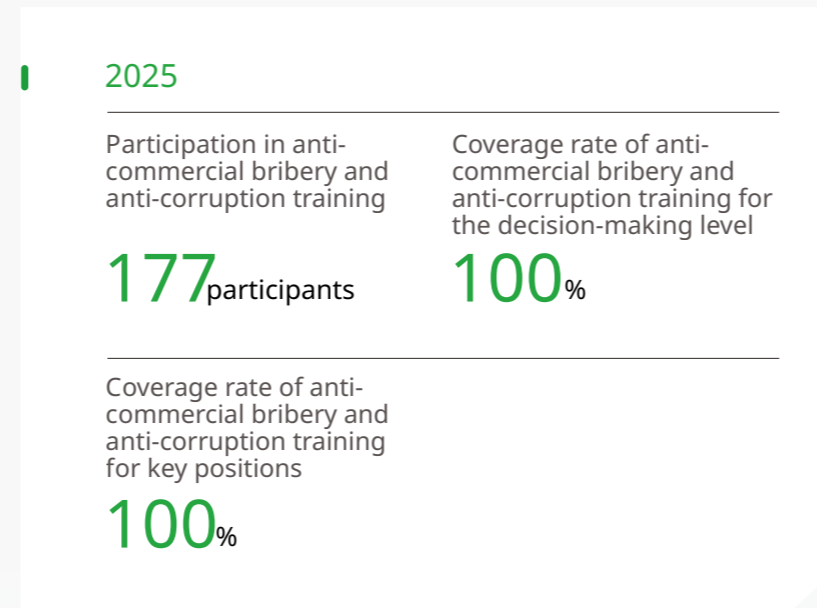 2025
Participation in anti-
commercial bribery and
anti-corruption training
177participants
Coverage rate of anti-
commercial bribery and
anti-corruption training for
the decision-making level
100%
Coverage rate of anti-
commercial bribery and
anti-corruption training
for key positions
100%